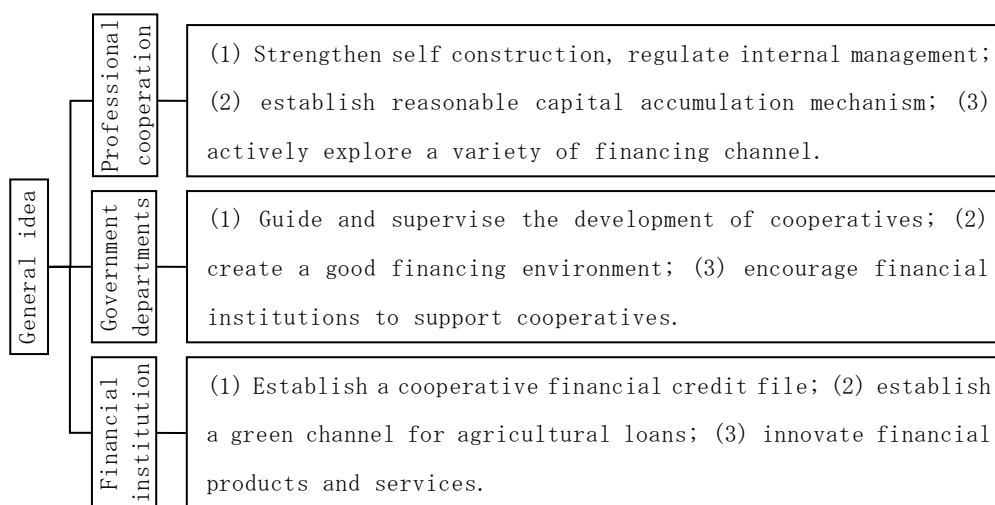 General idea
Professional
cooperation
(1) Strengthen self construction, regulate internal management;
(2) establish reasonable capital accumulation mechanism; (3)
actively explore a variety of financing channel.
Government
departments
(1) Guide and supervise the development of cooperatives; (2)
create a good financing environment; (3) encourage financial
institutions to support cooperatives.
Financial
institution
(1) Establish a cooperative financial credit file; (2) establish
a green channel for agricultural loans; (3) innovate financial
products and services.